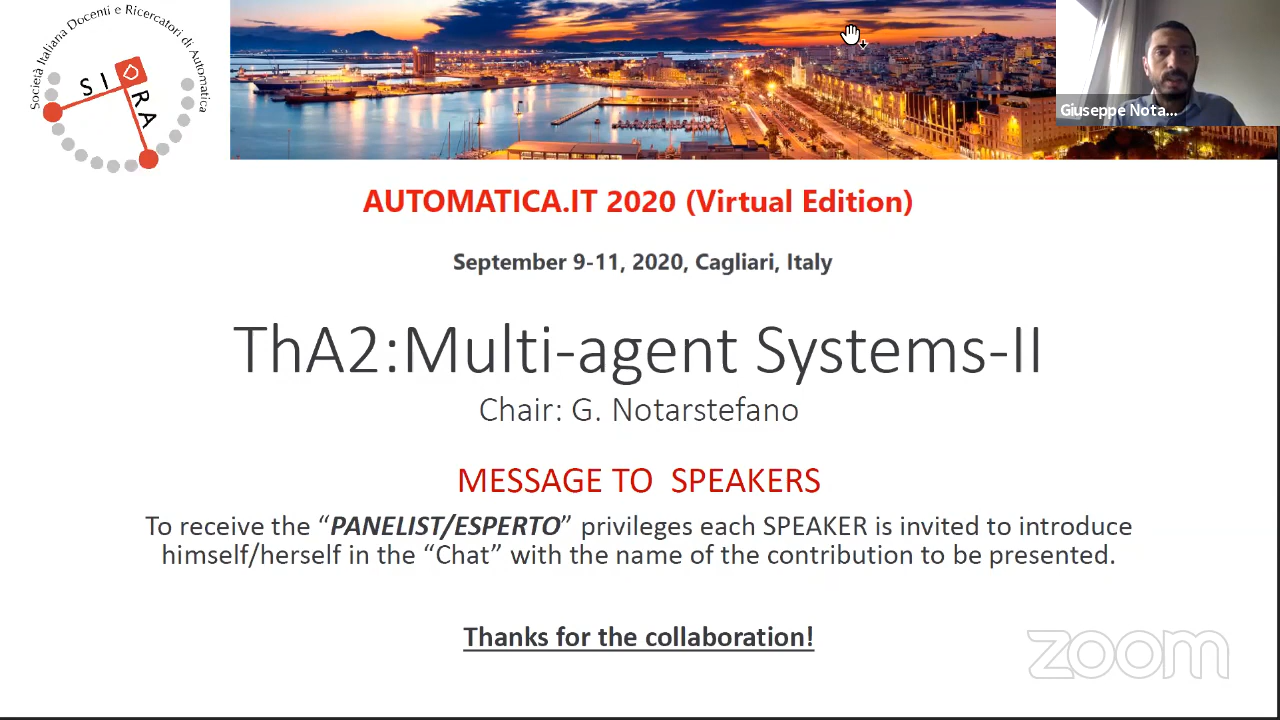 Società Italiana Docenti e Ricercatori di Automatica
SIDRA
Giuseppe Nota...
AUTOMATICA.IT 2020 (Virtual Edition)
September 9-11, 2020, Cagliari, Italy
ThA2:Multi-agent Systems-II
Chair: G. Notarstefano
MESSAGE TO SPEAKERS
To receive the “PANELIST/ESPERTO” privileges each SPEAKER is invited to introduce
himself/herself in the “Chat” with the name of the contribution to be presented.
Thanks for the collaboration!
zoom